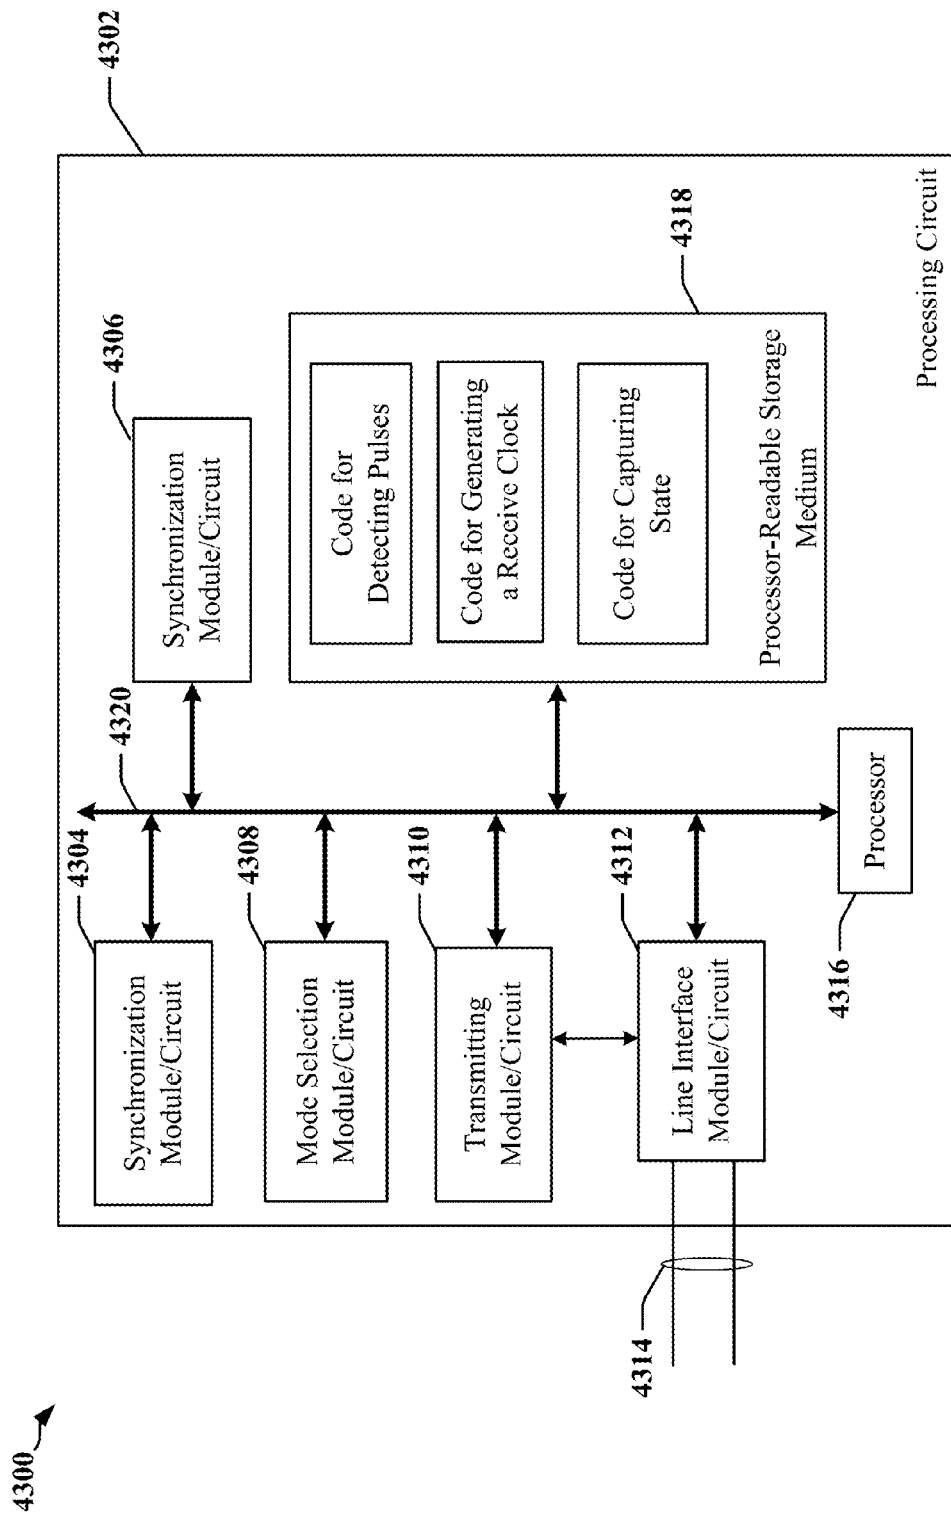 4300
4302
4304
Synchronization
Module/Circuit
4320
4306
Synchronization
Module/Circuit
4308
Mode Selection
Module/Circuit
4310
Transmitting
Module/Circuit
4312
Line Interface
Module/Circuit
4314
4316
Processor
4318
Code for
Detecting Pulses
Code for Generating
a Receive Clock
Code for Capturing
State
Processor-Readable Storage
Medium
Processing Circuit